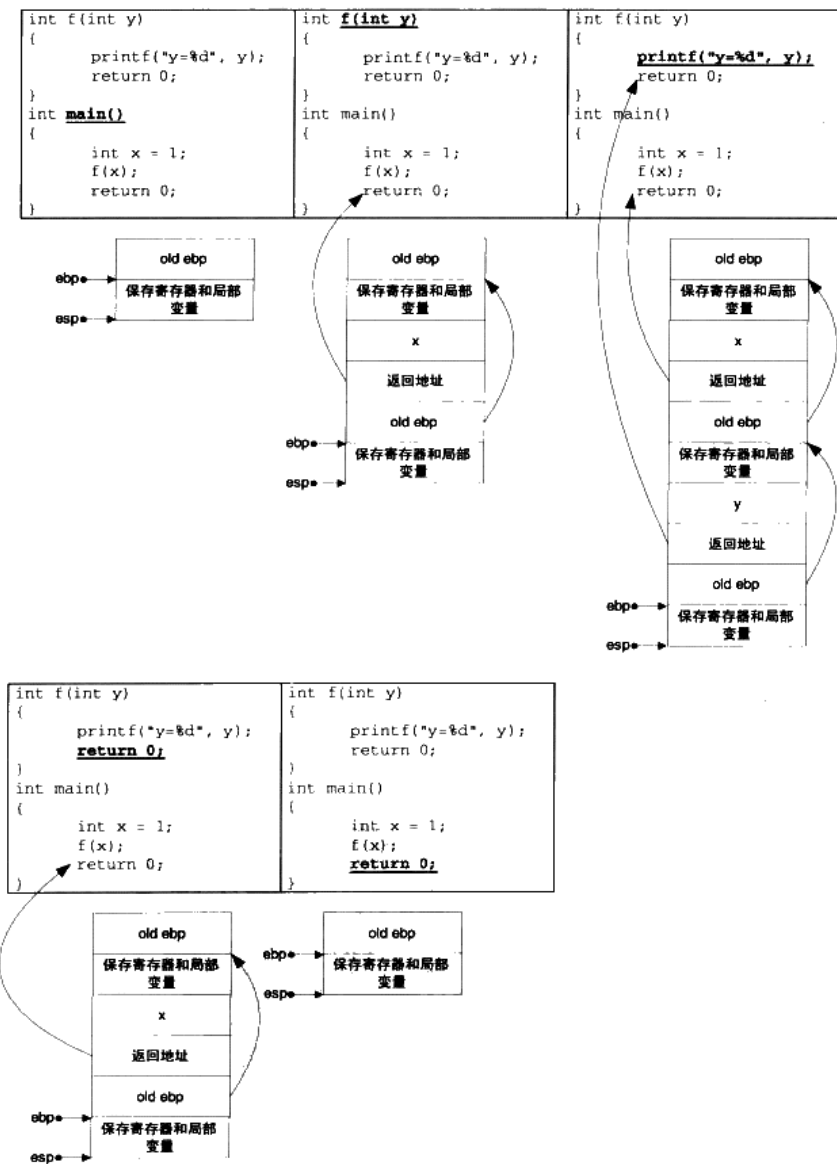 int f(int y)
{
printf("y=%d", y);
return 0;
}
int main()
{
int x = 1;
f(x);
return 0;
}
int f(int y)
{
printf("y=%d", y);
return 0;
}
int main()
{
int x = 1;
f(x);
return 0;
}
int f(int y)
{
printf("y=%d", y);
return 0;
}
int main()
{
int x = 1;
f(x);
return 0;
}
old ebp
ebp
保存寄存器和局部
变量
esp
old ebp
保存寄存器和局部
变量
x
返回地址
old ebp
ebp
保存寄存器和局部
变量
esp
old ebp
保存寄存器和局部
变量
x
返回地址
old ebp
保存寄存器和局部
变量
y
返回地址
old ebp
ebp
保存寄存器和局部
变量
esp
int f(int y)
{
printf("y=%d", y);
return 0;
}
int main()
{
int x = 1;
f(x);
return 0;
}
int f(int y)
{
printf("y=%d", y);
return 0;
}
int main()
{
int x = 1;
f(x);
return 0;
}
old ebp
保存寄存器和局部
变量
x
返回地址
old ebp
ebp
保存寄存器和局部
变量
esp
old ebp
ebp
保存寄存器和局部
变量
esp